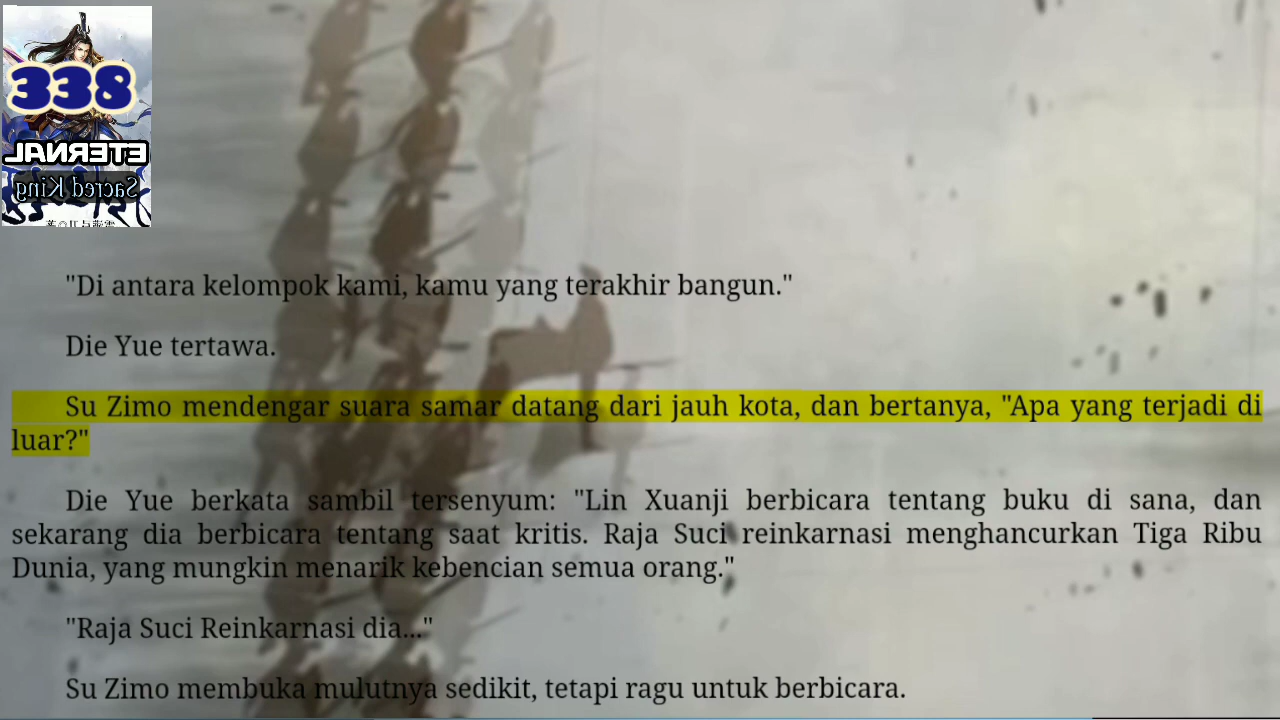 338
ETERNAL
Sacred King
"Di antara kelompok kami, kamu yang terakhir bangun."
Die Yue tertawa.
Su Zimo mendengar suara samar datang dari jauh kota, dan bertanya, "Apa yang terjadi di
luar?"
Die Yue berkata sambil tersenyum: "Lin Xuanji berbicara tentang buku di sana, dan
sekarang dia berbicara tentang saat kritis. Raja Suci reinkarnasi menghancurkan Tiga Ribu
Dunia, yang mungkin menarik kebencian semua orang."
"Raja Suci Reinkarnasi dia..."
Su Zimo membuka mulutnya sedikit, tetapi ragu untuk berbicara.